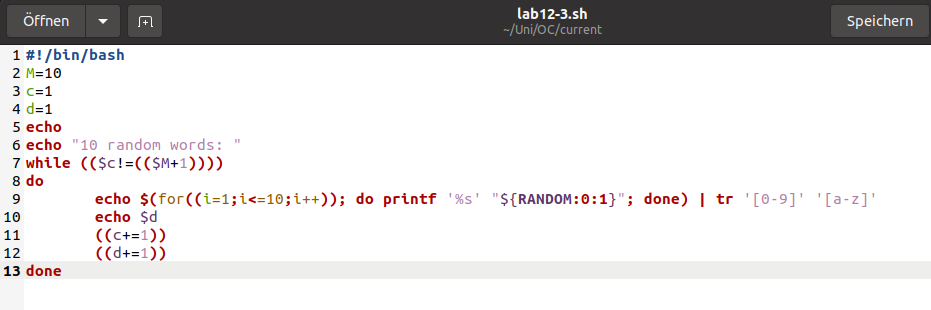 Öffnen
lab12-3.sh
~/Uni/OC/current
Speichern
1 #!/bin/bash
2 M=10
3 c=1
4 d=1
5 echo
6 echo "10 random words: "
7 while (($c!=(($M+1))))
8 do
9 echo $(for((i=1;i<=10;i++)); do printf '%s' "${RANDOM:0:1}"; done) | tr '[0-9]' '[a-z]'
10 echo $d
11 ((c+=1))
12 ((d+=1))
13 done